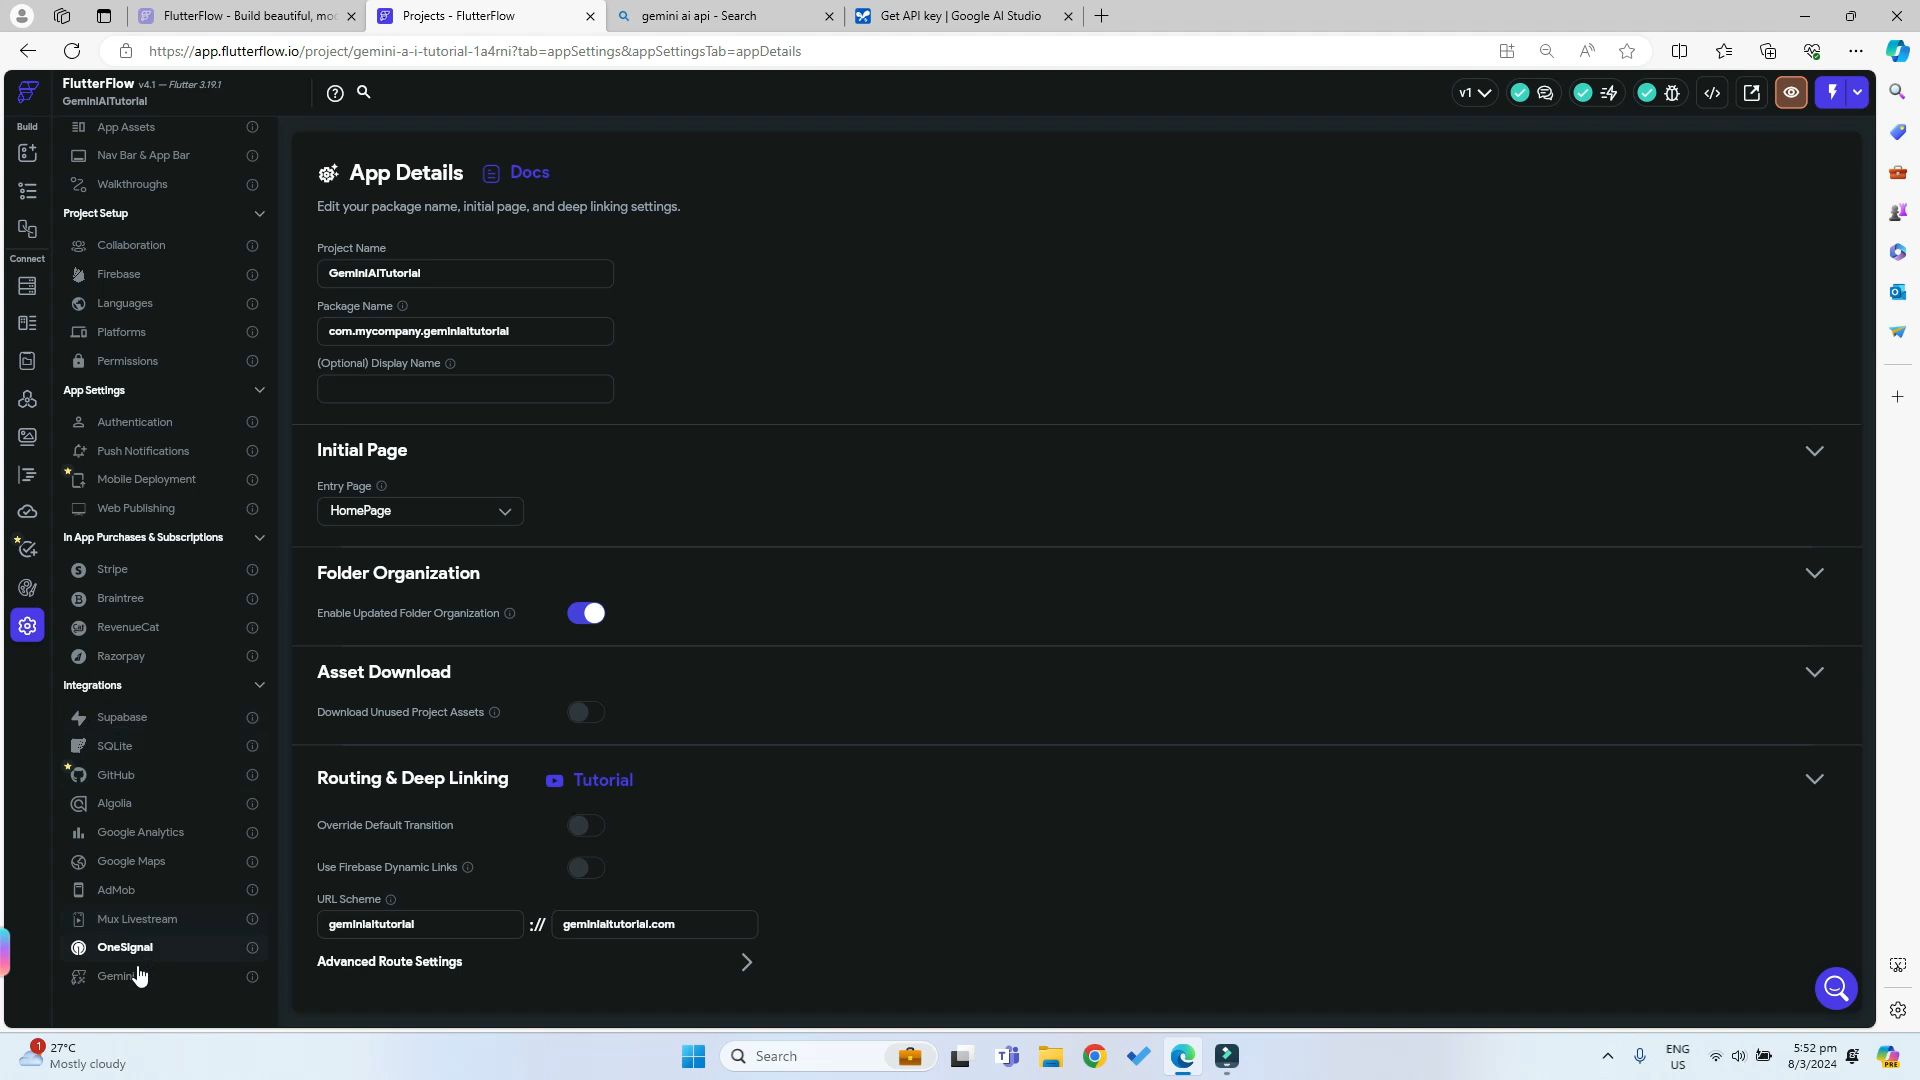 FlutterFlow - Build beautiful, mo
Projects - FlutterFlow
gemini ai api - Search
Get API key | Google AI Studio
https://app.flutterflow.io/project/gemini-a-i-tutorial-1a4rni?tab=appSettings&appSettingsTab=appDetails
FlutterFlow v4.1 — Flutter 3.19.1
GeminiAITutorial
v1
Build
Connect
App Assets
Nav Bar & App Bar
Walkthroughs
Project Setup
Collaboration
Firebase
Languages
Platforms
Permissions
App Settings
Authentication
Push Notifications
Mobile Deployment
Web Publishing
In App Purchases & Subscriptions
Stripe
Braintree
RevenueCat
Razorpay
Integrations
Supabase
SQLite
GitHub
Algolia
Google Analytics
Google Maps
AdMob
Mux Livestream
OneSignal
Gemini
App Details
Docs
Edit your package name, initial page, and deep linking settings.
Project Name
GeminiAITutorial
Package Name
com.mycompany.geminiaitutorial
(Optional) Display Name
Initial Page
Entry Page
HomePage
Folder Organization
Enable Updated Folder Organization
Asset Download
Download Unused Project Assets
Routing & Deep Linking
Tutorial
Override Default Transition
Use Firebase Dynamic Links
URL Scheme
geminiaitutorial :// geminiaitutorial.com
Advanced Route Settings
1
27°C
Mostly cloudy
Search
ENG
US
5:52 pm
8/3/2024
PRE